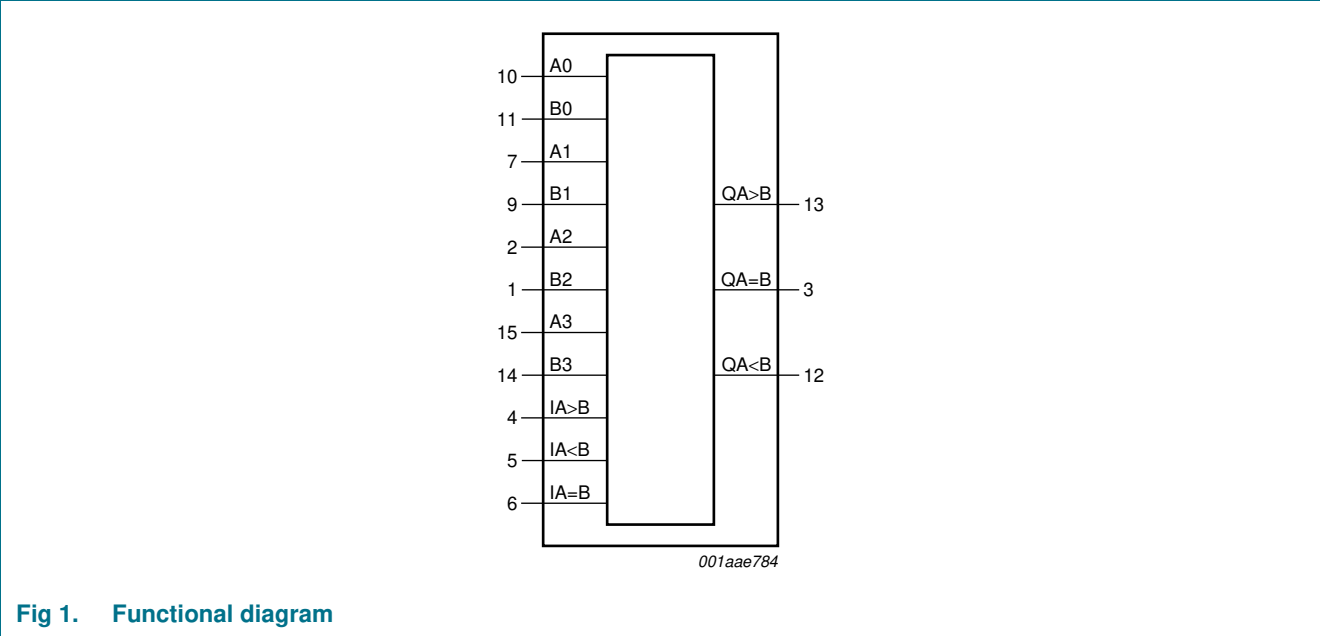 10 A0
11 B0
7 A1
9 B1 QA>B 13
2 A2
1 B2 QA=B 3
15 A3
14 B3 QA<B 12
4 IA>B
5 IA<B
6 IA=B
001aae784
Fig 1. Functional diagram